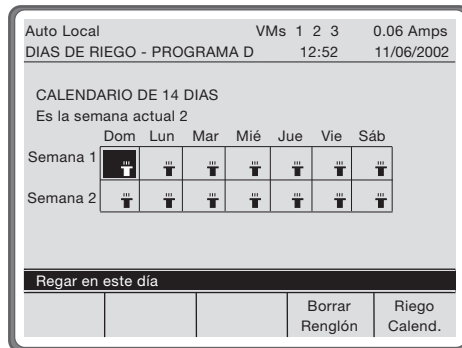 Auto Local VMs 1 2 3 0.06 Amps
DIAS DE RIEGO - PROGRAMA D 12:52 11/06/2002
CALENDARIO DE 14 DIAS
Es la semana actual 2
Dom Lun Mar Mié Jue Vie Sáb
Semana 1
Semana 2
Regar en este día
Borrar Riego
Renglón Calend.